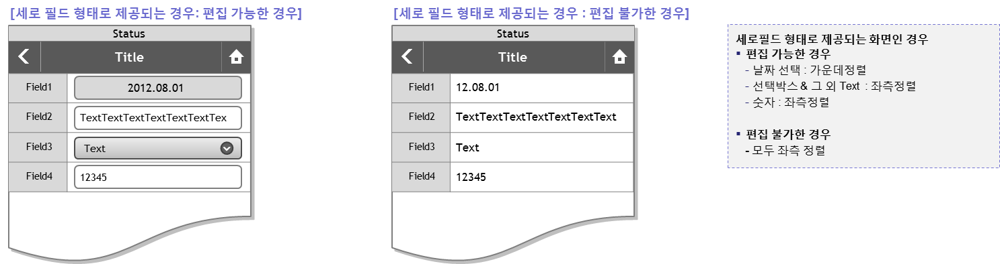 [세로 필드 형태로 제공되는 경우: 편집 가능한 경우]
Status
Title
Field1 2012.08.01
Field2 TextTextTextTextTextTextTex
Field3 Text
Field4 12345
[세로 필드 형태로 제공되는 경우 : 편집 불가한 경우]
Status
Title
Field1 12.08.01
Field2 TextTextTextTextTextTextText
Field3 Text
Field4 12345
세로필드 형태로 제공되는 화면인 경우
▪ 편집 가능한 경우
- 날짜 선택 : 가운데정렬
- 선택박스 & 그 외 Text : 좌측정렬
- 숫자 : 좌측정렬
▪ 편집 불가한 경우
- 모두 좌측 정렬